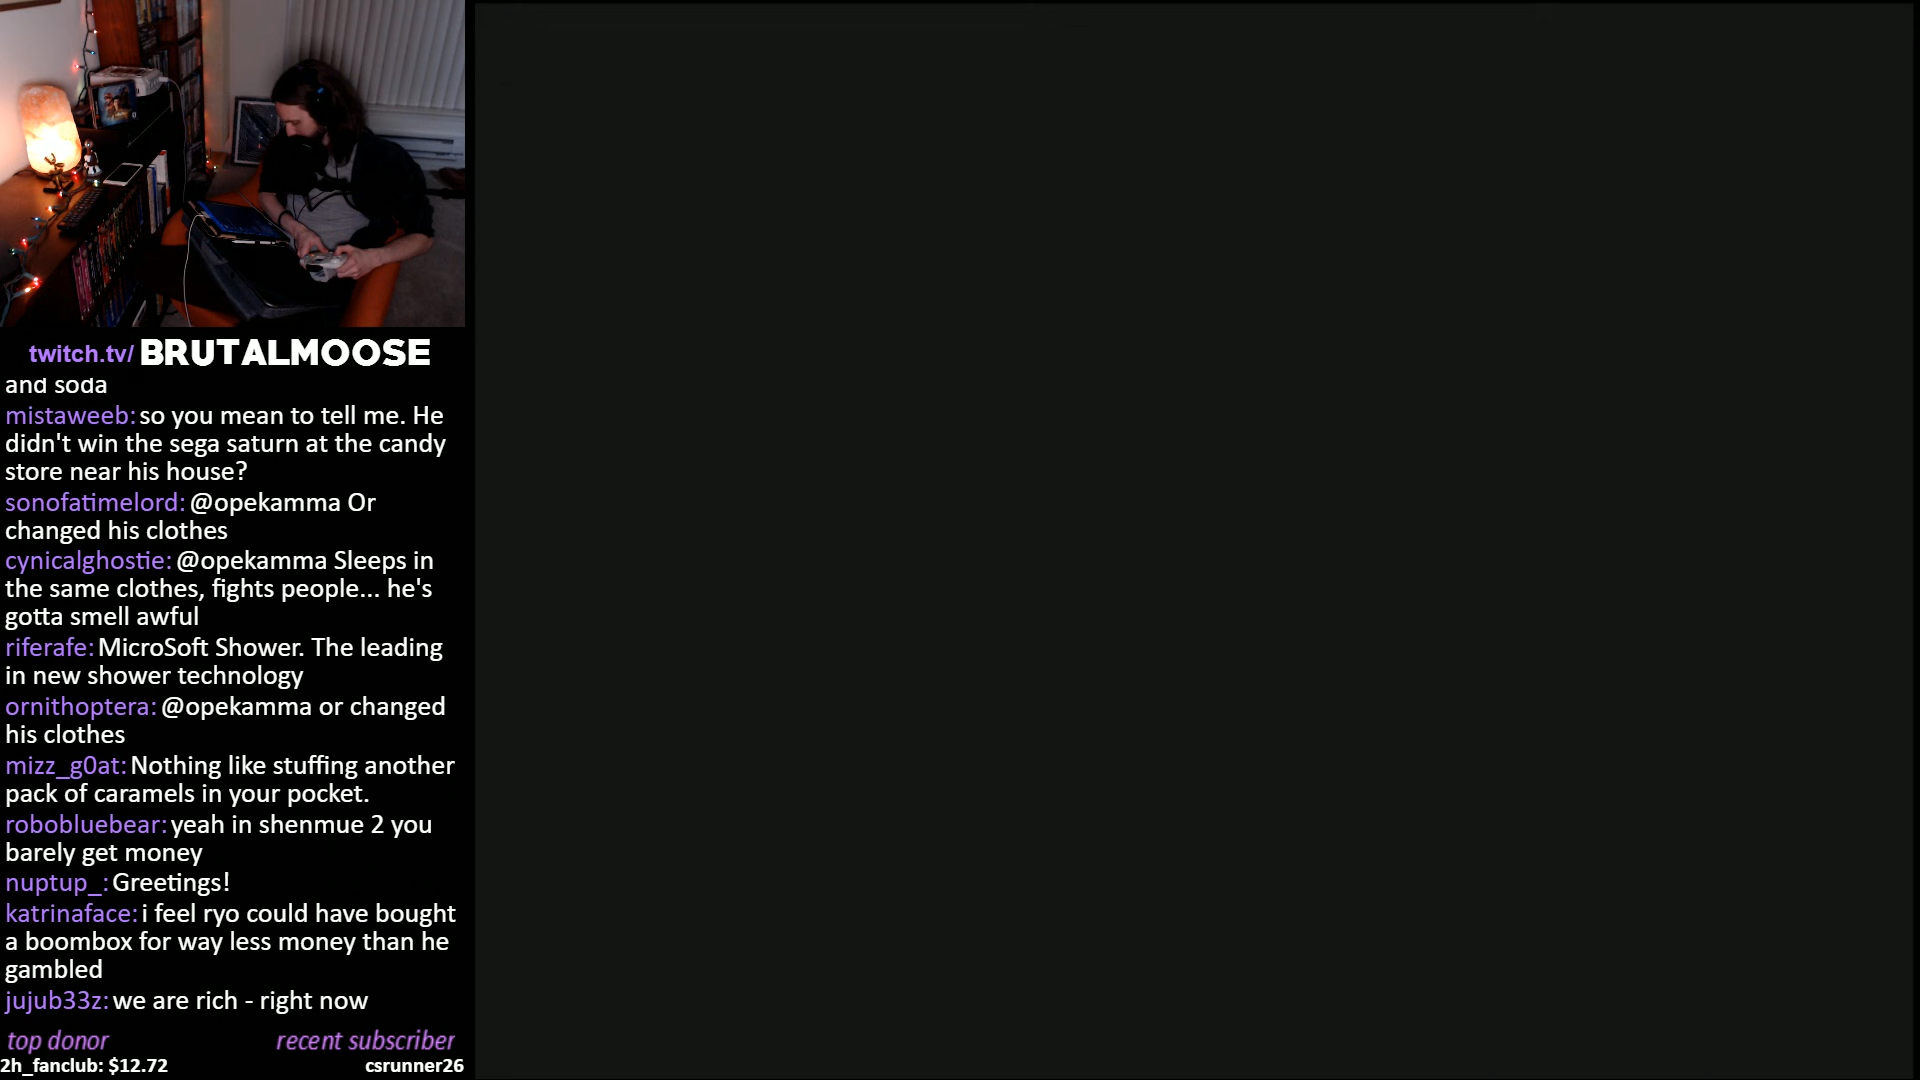 twitch.tv/ BRUTALMOOSE
and soda
mistaweeb: so you mean to tell me. He
didn't win the sega saturn at the candy
store near his house?
sonofatimelord: @opekamma Or
changed his clothes
cynicalghostie: @opekamma Sleeps in
the same clothes, fights people... he's
gotta smell awful
riferafe: MicroSoft Shower. The leading
in new shower technology
ornithoptera: @opekamma or changed
his clothes
mizz_g0at: Nothing like stuffing another
pack of caramels in your pocket.
robobluebear: yeah in shenmue 2 you
barely get money
nuptup_: Greetings!
katrinaface: i feel ryo could have bought
a boombox for way less money than he
gambled
jujub33z: we are rich - right now
top donor recent subscriber
2h_fanclub: $12.72 csrunner26